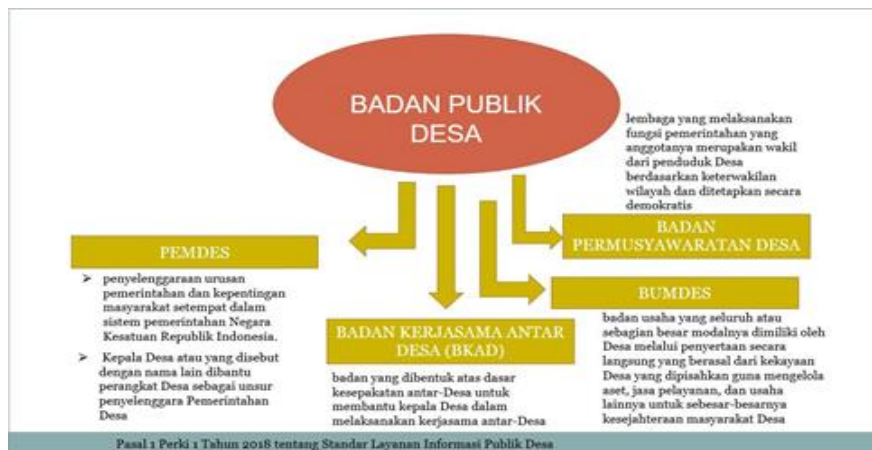 BADAN PUBLIK
DESA
lembaga yang melaksanakan
fungsi pemerintahan yang
anggotanya merupakan wakil
dari penduduk Desa
berdasarkan keterwakilan
wilayah dan ditetapkan secara
demokratis
BADAN
PERMUSYAWARATAN DESA
PEMDES
➤ penyelenggaraan urusan
pemerintahan dan kepentingan
masyarakat setempat dalam
sistem pemerintahan Negara
Kesatuan Republik Indonesia.
➤ Kepala Desa atau yang disebut
dengan nama lain dibantu
perangkat Desa sebagai unsur
penyelenggara Pemerintahan
Desa
BADAN KERJASAMA ANTAR
DESA (BKAD)
badan yang dibentuk atas dasar
kesepakatan antar-Desa untuk
membantu kepala Desa dalam
melaksanakan kerjasama antar-Desa
BUMDES
badan usaha yang seluruh atau
sebagian besar modalnya dimiliki oleh
Desa melalui penyertaan secara
langsung yang berasal dari kekayaan
Desa yang dipisahkan guna mengelola
aset, jasa pelayanan, dan usaha
lainnya untuk sebesar-besarnya
kesejahteraan masyarakat Desa
Pasal 1 Perki 1 Tahun 2018 tentang Standar Layanan Informasi Publik Desa